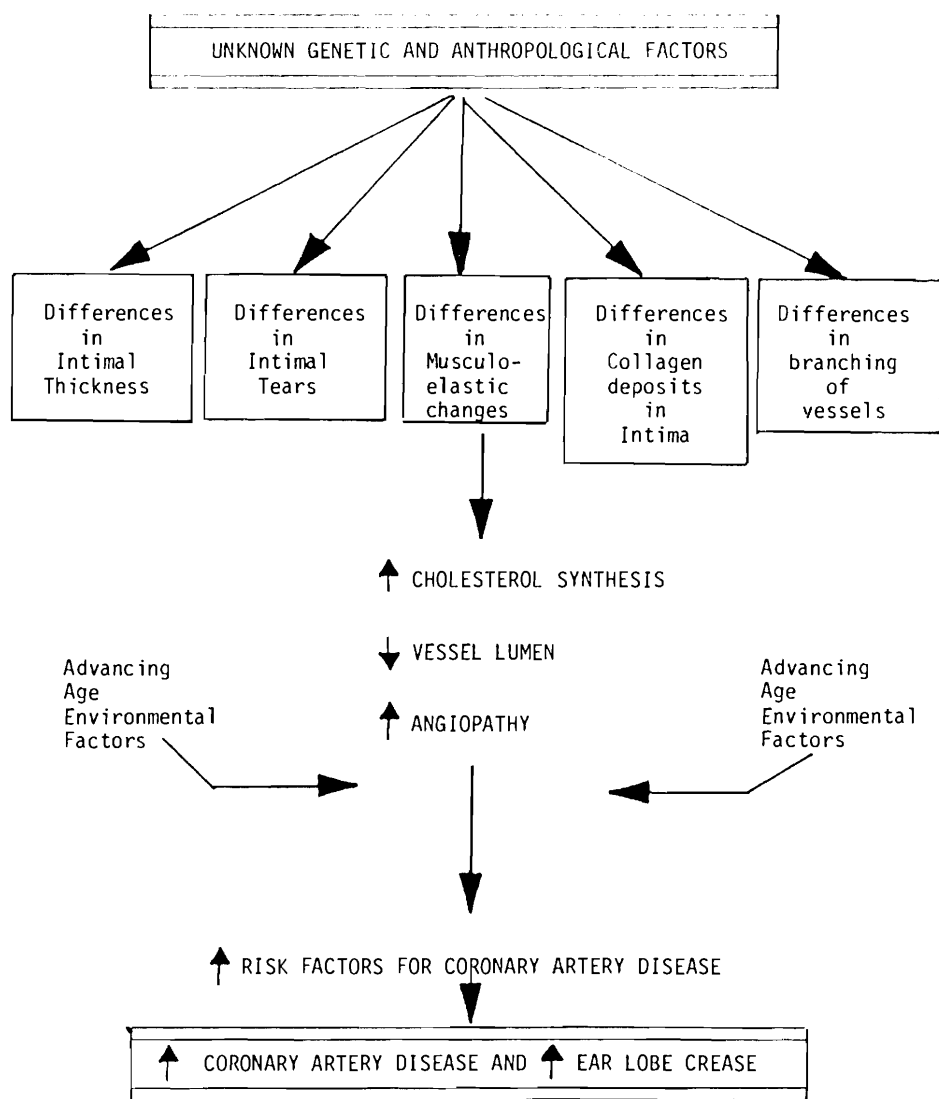 UNKNOWN GENETIC AND ANTHROPOLOGICAL FACTORS
Differences
in
Intimal
Thickness
Differences
in
Intimal
Tears
Differences
in
Musculo-
elastic
changes
Differences
in
Collagen
deposits
in
Intima
Differences
in
branching
of
vessels
CHOLESTEROL SYNTHESIS
VESSEL LUMEN
ANGIOPATHY
Advancing
Age
Environmental
Factors
Advancing
Age
Environmental
Factors
RISK FACTORS FOR CORONARY ARTERY DISEASE
CORONARY ARTERY DISEASE AND EAR LOBE CREASE